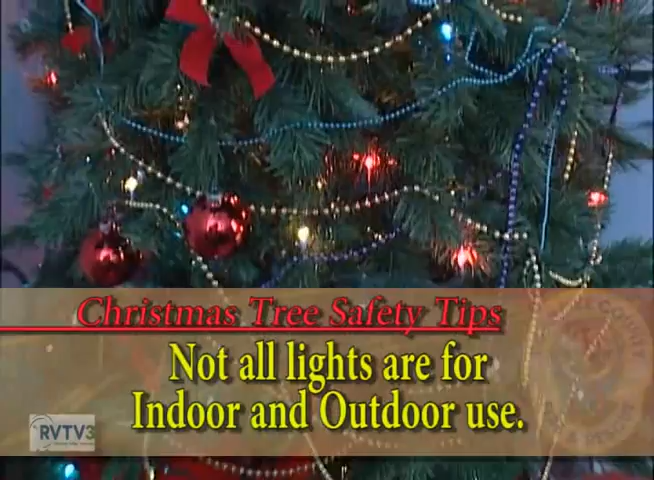 Christmas Tree Safety Tips
Not all lights are for
Indoor and Outdoor use.
RVTV3